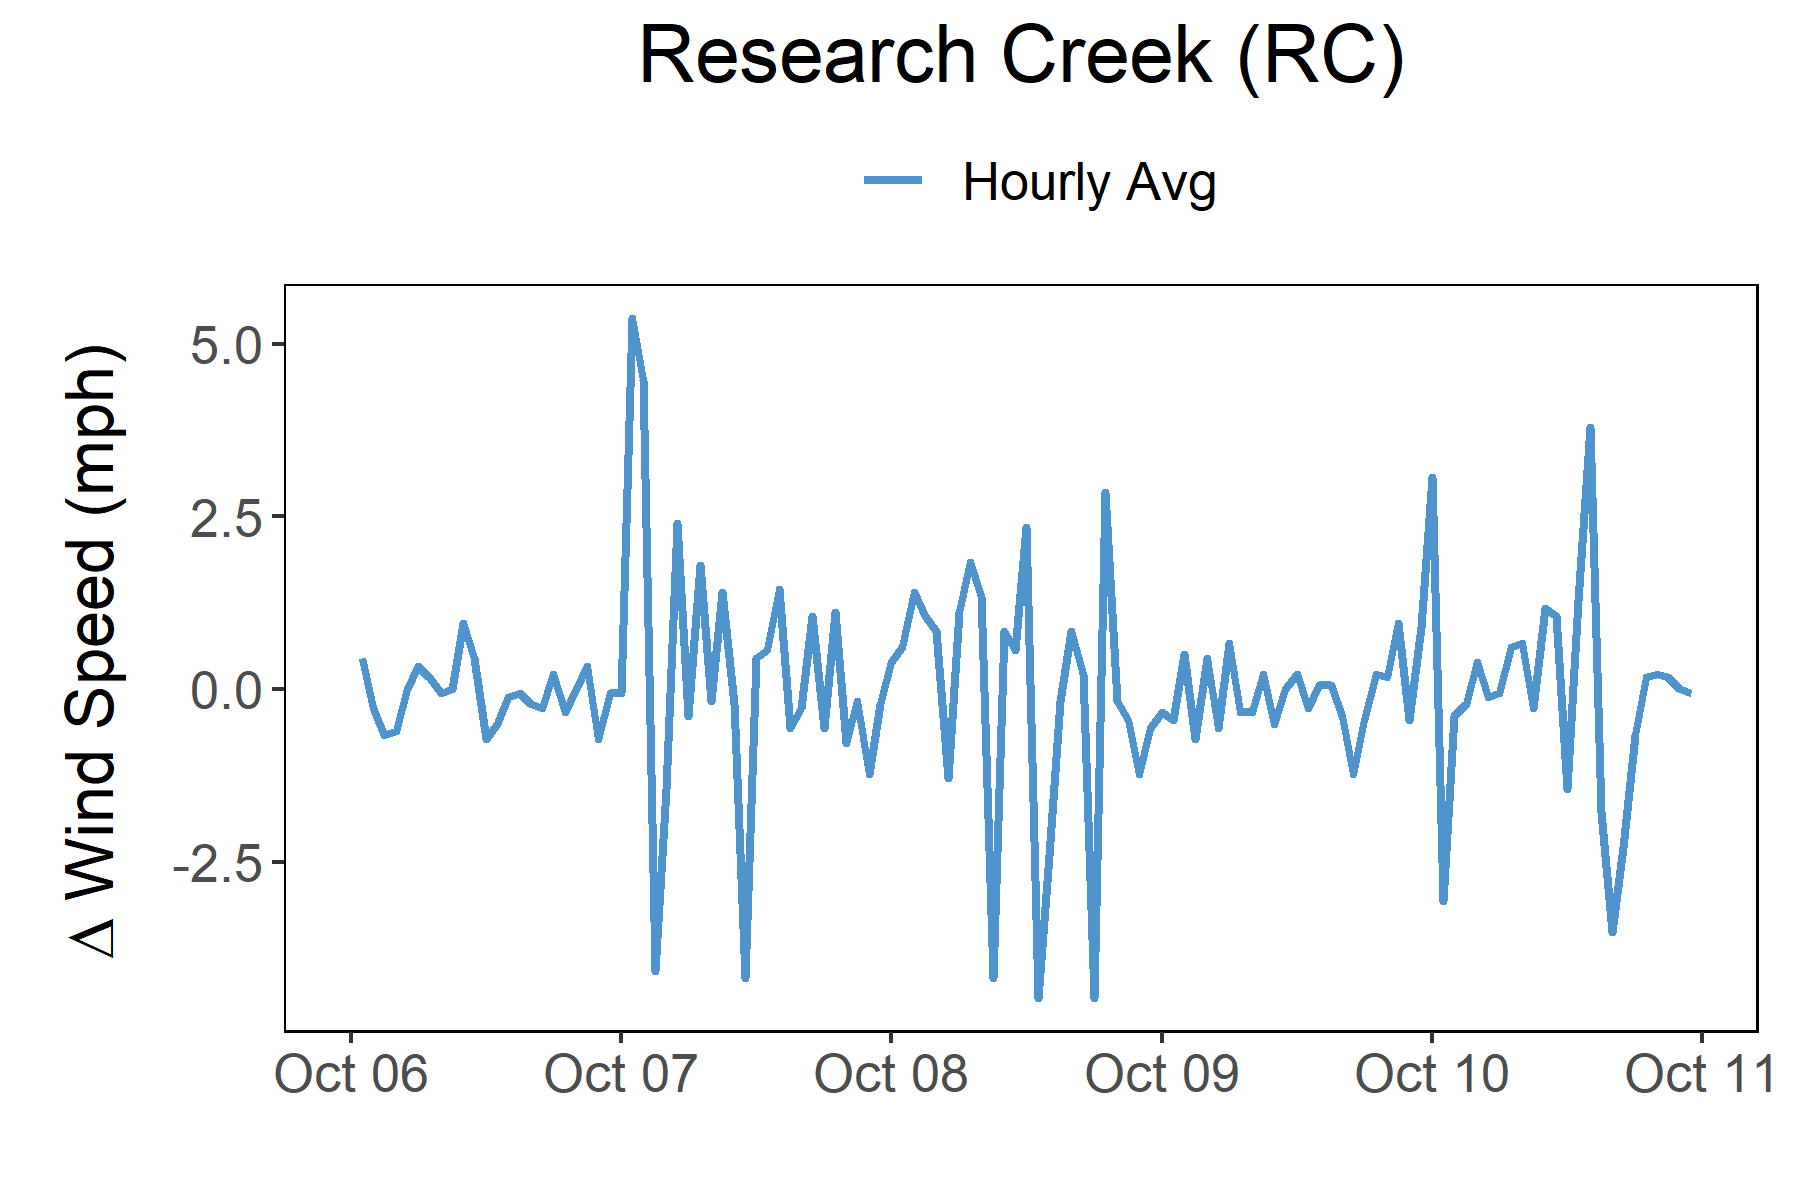 Research Creek (RC)
Hourly Avg
Δ Wind Speed (mph)
5.0
2.5
0.0
-2.5
Oct 06 Oct 07 Oct 08 Oct 09 Oct 10 Oct 11